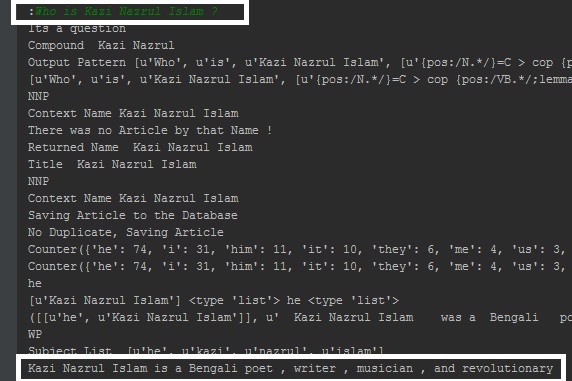 :Who is Kazi Nazrul Islam ?
Its a question
Compound  Kazi Nazrul
Output Pattern [u'Who', u'is', u'Kazi Nazrul Islam', [u'{pos:/N.*/}=C > cop {p
[u'Who', u'is', u'Kazi Nazrul Islam', [u'{pos:/N.*/}=C > cop {pos:/VB.*/;lemma
NNP
Context Name Kazi Nazrul Islam
There was no Article by that Name !
Returned Name  Kazi Nazrul Islam
Title  Kazi Nazrul Islam
NNP
Context Name Kazi Nazrul Islam
Saving Article to the Database
No Duplicate, Saving Article
Counter({'he': 74, 'i': 31, 'him': 11, 'it': 10, 'they': 6, 'me': 4, 'us': 3,
Counter({'he': 74, 'i': 31, 'him': 11, 'it': 10, 'they': 6, 'me': 4, 'us': 3,
he
[u'Kazi Nazrul Islam'] <type 'list'> he <type 'list'>
([[u'he', u'Kazi Nazrul Islam']], u'  Kazi Nazrul Islam    was a  Bengali   po
WP
Subject List  [u'he', u'kazi', u'nazrul', u'islam']
Kazi Nazrul Islam is a Bengali poet , writer , musician , and revolutionary